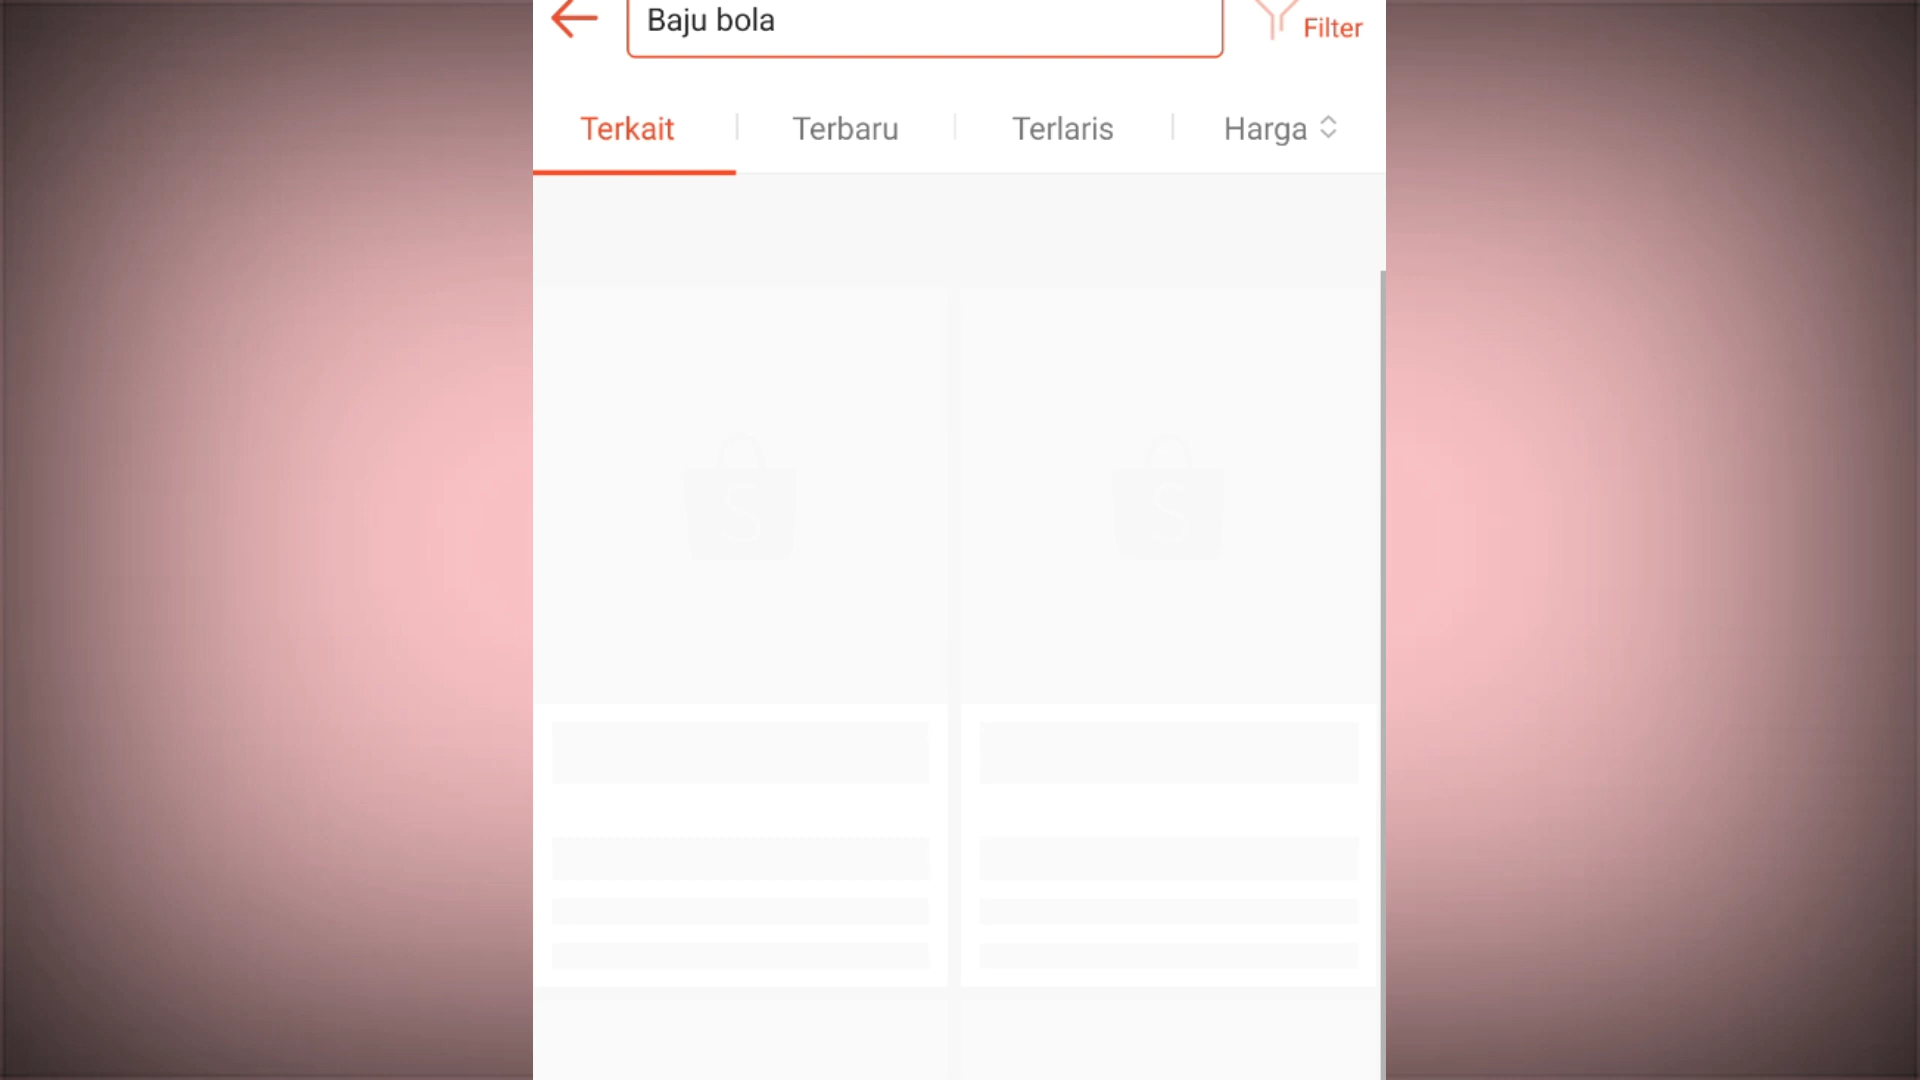 Baju bola
Filter
Terkait
Terbaru
Terlaris
Harga
S
S